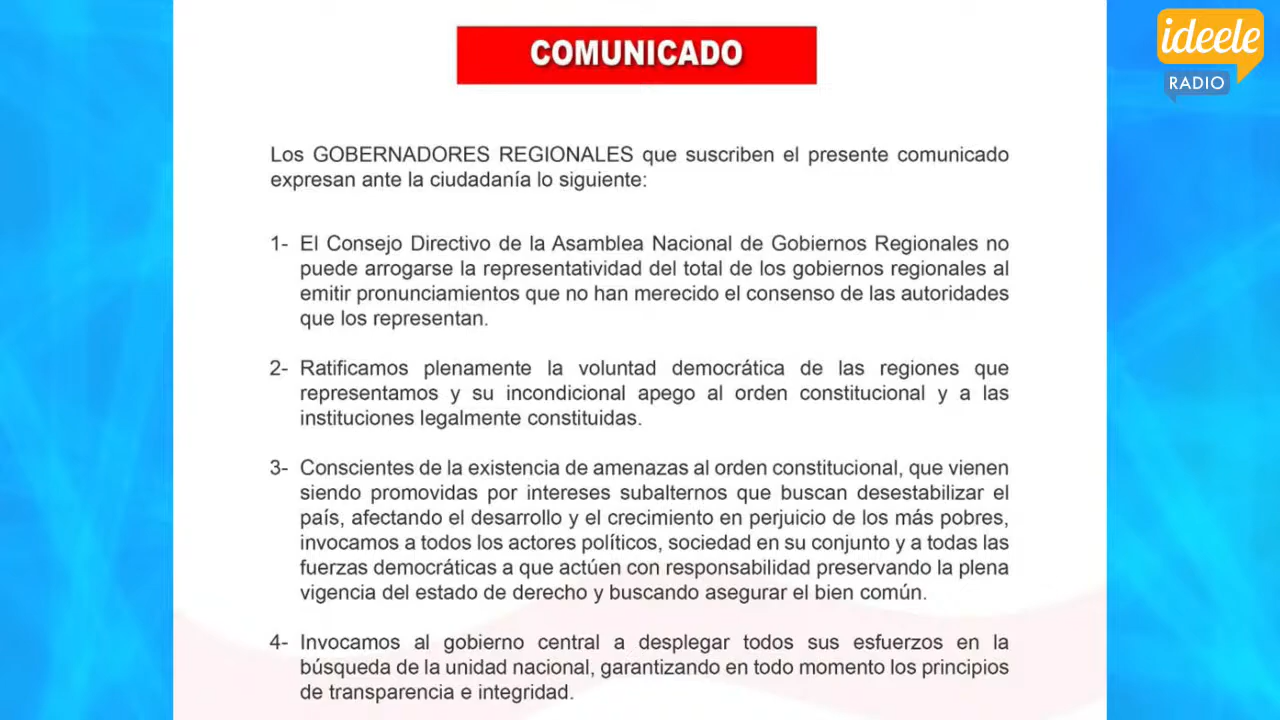 COMUNICADO
ideele
RADIO
Los GOBERNADORES REGIONALES que suscriben el presente comunicado
expresan ante la ciudadanía lo siguiente:
1- El Consejo Directivo de la Asamblea Nacional de Gobiernos Regionales no
puede arrogarse la representatividad del total de los gobiernos regionales al
emitir pronunciamientos que no han merecido el consenso de las autoridades
que los representan.
2- Ratificamos plenamente la voluntad democrática de las regiones que
representamos y su incondicional apego al orden constitucional y a las
instituciones legalmente constituidas.
3- Conscientes de la existencia de amenazas al orden constitucional, que vienen
siendo promovidas por intereses subalternos que buscan desestabilizar el
país, afectando el desarrollo y el crecimiento en perjuicio de los más pobres,
invocamos a todos los actores políticos, sociedad en su conjunto y a todas las
fuerzas democráticas a que actúen con responsabilidad preservando la plena
vigencia del estado de derecho y buscando asegurar el bien común.
4- Invocamos al gobierno central a desplegar todos sus esfuerzos en la
búsqueda de la unidad nacional, garantizando en todo momento los principios
de transparencia e integridad.